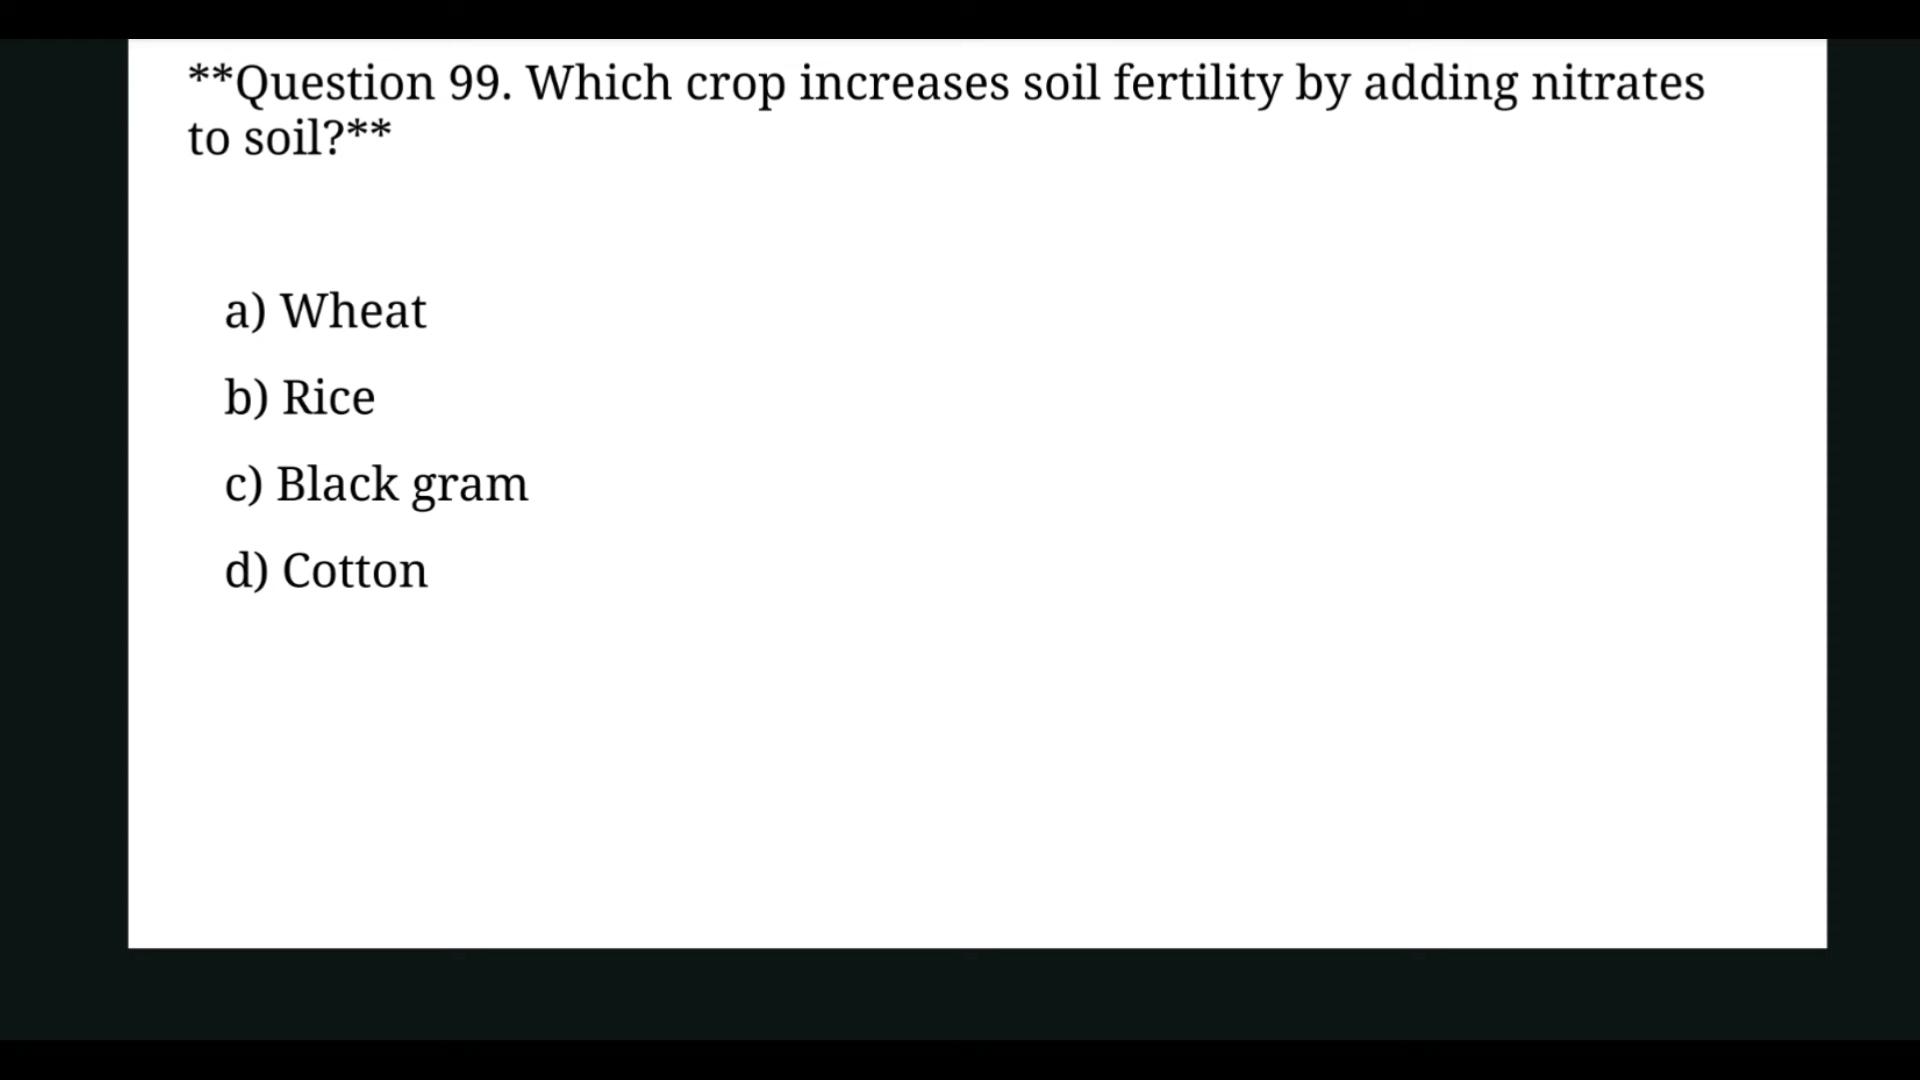 **Question 99. Which crop increases soil fertility by adding nitrates
to soil?**
a) Wheat
b) Rice
c) Black gram
d) Cotton